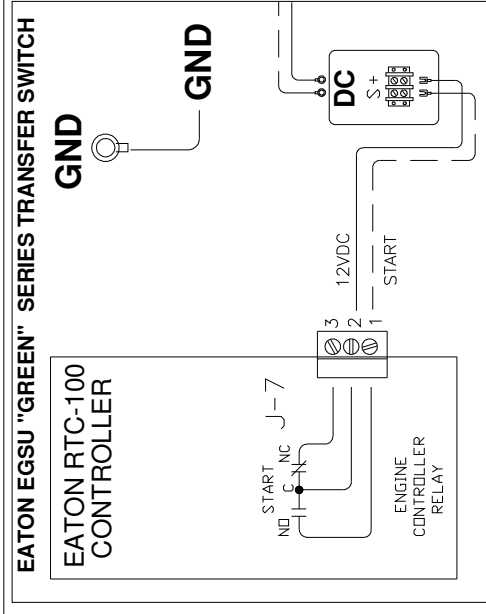 EATON EGSU "GREEN" SERIES TRANSFER SWITCH
GND
GND
EATON RTC-100
CONTROLLER
J-7
START
NO
C
NC
ENGINE
CONTROLLER
RELAY
3
2
1
12VDC
START
DC
S +